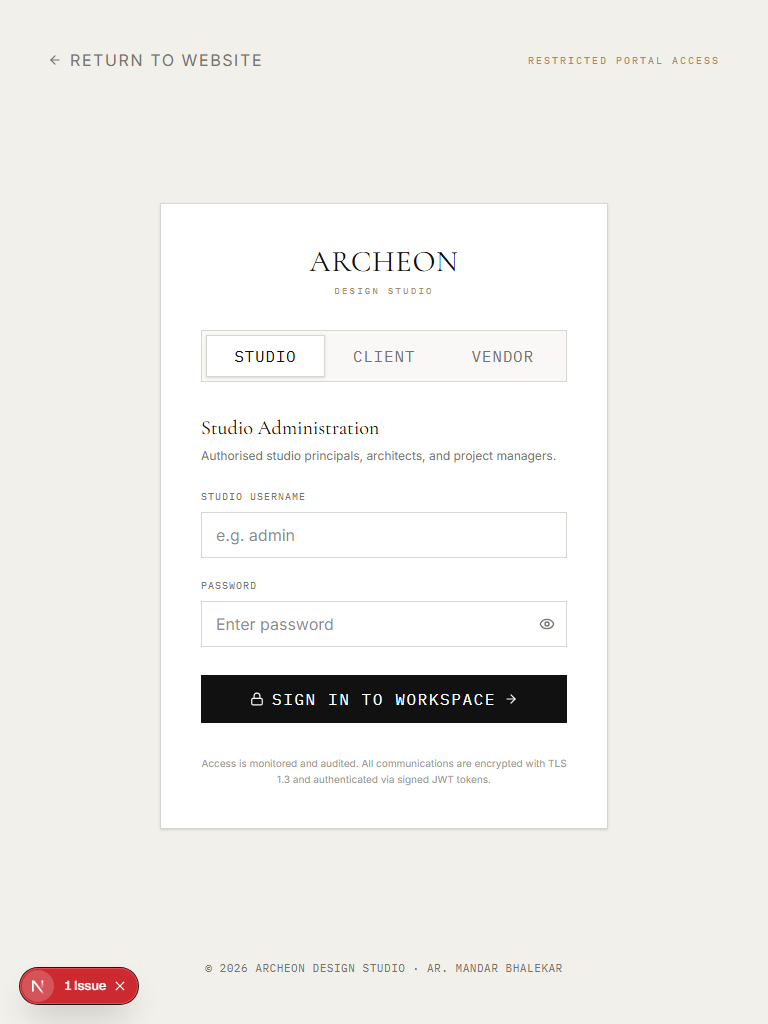 ← RETURN TO WEBSITE
RESTRICTED PORTAL ACCESS
ARCHEON
DESIGN STUDIO
STUDIO
CLIENT
VENDOR
Studio Administration
Authorised studio principals, architects, and project managers.
STUDIO USERNAME
e.g. admin
PASSWORD
Enter password
SIGN IN TO WORKSPACE →
Access is monitored and audited. All communications are encrypted with TLS
1.3 and authenticated via signed JWT tokens.
© 2026 ARCHEON DESIGN STUDIO · AR. MANDAR BHALEKAR
N 1 Issue ×